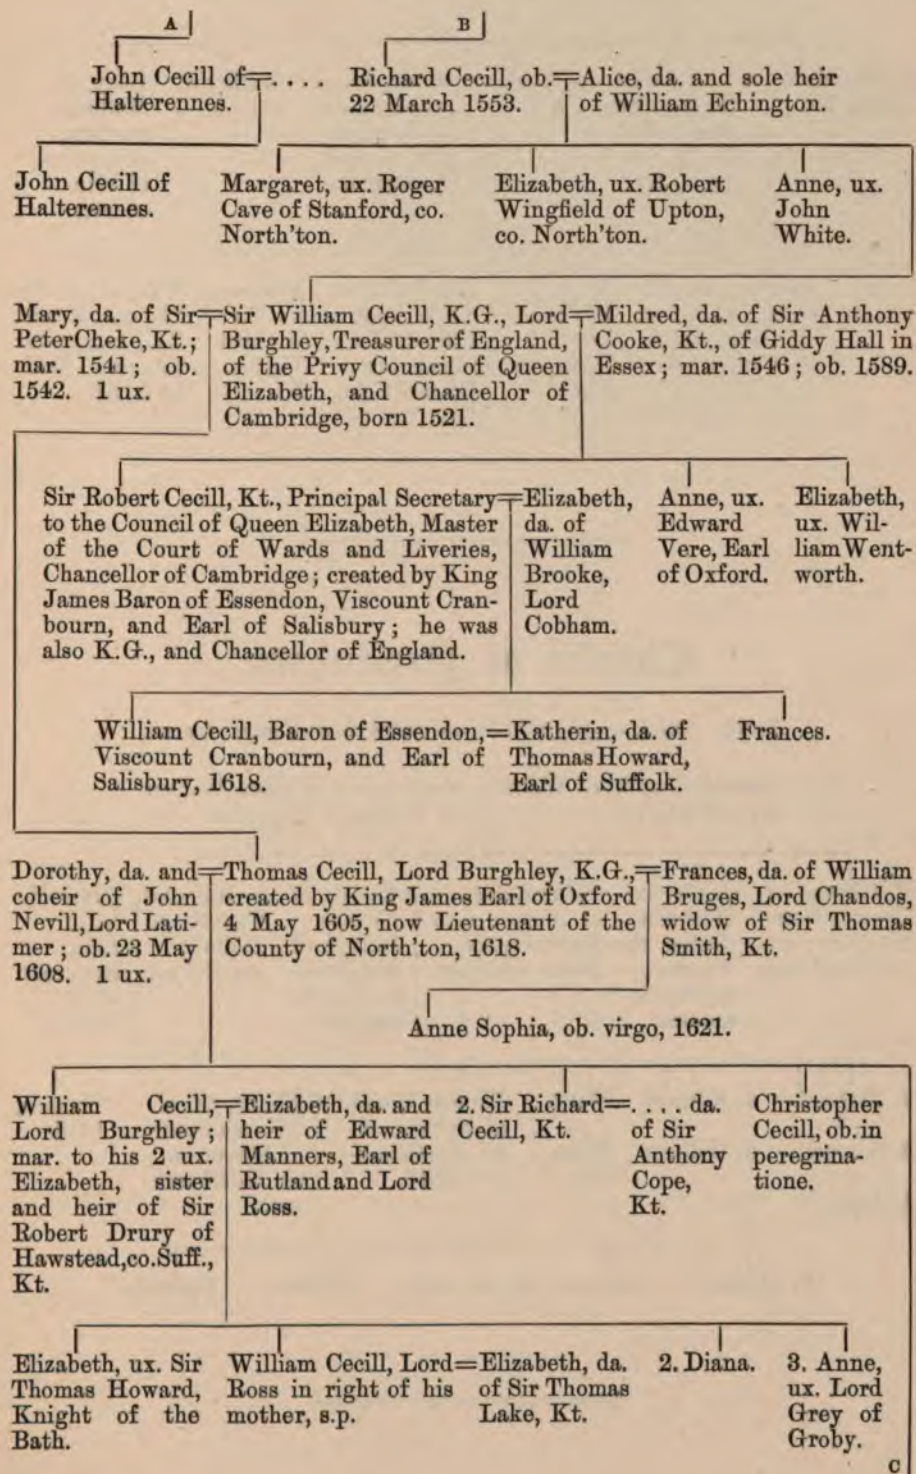 A B
John Cecill of=. . . .
Halterennes.
Richard Cecill, ob.=Alice, da. and sole heir
22 March 1553. of William Echington.
John Cecill of
Halterennes.
Margaret, ux. Roger
Cave of Stanford, co.
North'ton.
Elizabeth, ux. Robert
Wingfield of Upton,
co. North'ton.
Anne, ux.
John
White.
Mary, da. of Sir=
Peter Cheke, Kt.;
mar. 1541; ob.
1542. 1 ux.
Sir William Cecill, K.G., Lord=
Burghley, Treasurer of England,
of the Privy Council of Queen
Elizabeth, and Chancellor of
Cambridge, born 1521.
Mildred, da. of Sir Anthony
Cooke, Kt., of Giddy Hall in
Essex; mar. 1546; ob. 1589.
Sir Robert Cecill, Kt., Principal Secretary=
to the Council of Queen Elizabeth, Master
of the Court of Wards and Liveries,
Chancellor of Cambridge; created by King
James Baron of Essendon, Viscount Cran-
bourn, and Earl of Salisbury; he was
also K.G., and Chancellor of England.
Elizabeth,
da. of
William
Brooke,
Lord
Cobham.
Anne, ux.
Edward
Vere, Earl
of Oxford.
Elizabeth,
ux. Wil-
liam Went-
worth.
William Cecill, Baron of Essendon,=
Viscount Cranbourn, and Earl of
Salisbury, 1618.
Katherin, da. of
Thomas Howard,
Earl of Suffolk.
Frances.
Dorothy, da. and=
coheir of John
Nevill, Lord Lati-
mer; ob. 23 May
1608. 1 ux.
Thomas Cecill, Lord Burghley, K.G.,=
created by King James Earl of Oxford
4 May 1605, now Lieutenant of the
County of North'ton, 1618.
Frances, da. of William
Bruges, Lord Chandos,
widow of Sir Thomas
Smith, Kt.
Anne Sophia, ob. virgo, 1621.
William Cecill,=
Lord Burghley;
mar. to his 2 ux.
Elizabeth, sister
and heir of Sir
Robert Drury of
Hawstead, co. Suff.,
Kt.
Elizabeth, da. and
heir of Edward
Manners, Earl of
Rutland and Lord
Ross.
2. Sir Richard=
Cecill, Kt.
. . . . da.
of Sir
Anthony
Cope,
Kt.
Christopher
Cecill, ob. in
peregrina-
tione.
Elizabeth, ux. Sir
Thomas Howard,
Knight of the
Bath.
William Cecill, Lord=
Ross in right of his
mother, s.p.
Elizabeth, da.
of Sir Thomas
Lake, Kt.
2. Diana.
3. Anne,
ux. Lord
Grey of
Groby.
C